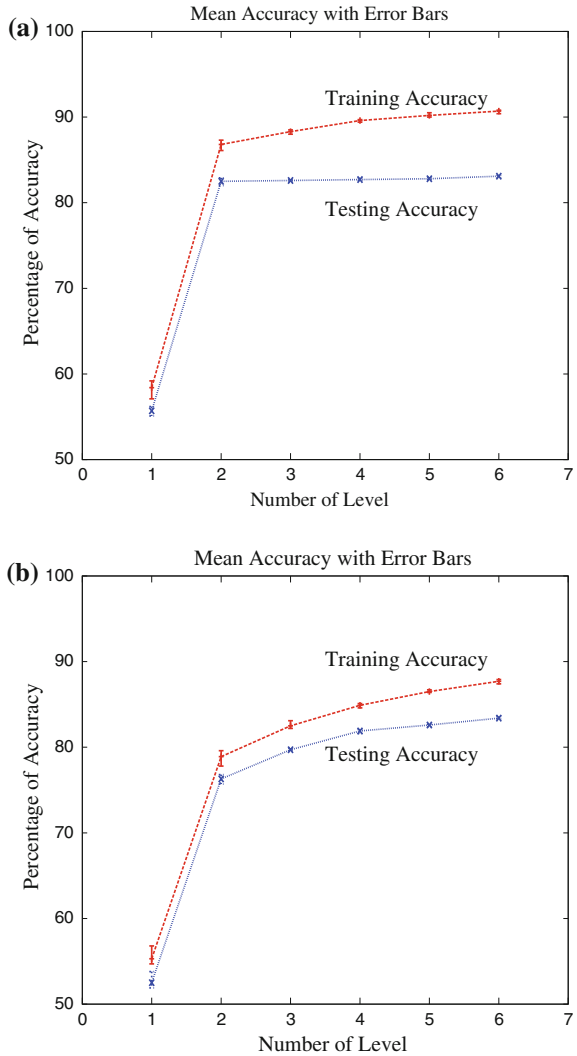 (a)
Mean Accuracy with Error Bars
100
90
80
70
60
50
Percentage of Accuracy
Training Accuracy
Testing Accuracy
0 1 2 3 4 5 6 7
Number of Level
(b)
Mean Accuracy with Error Bars
100
90
80
70
60
50
Percentage of Accuracy
Training Accuracy
Testing Accuracy
0 1 2 3 4 5 6 7
Number of Level